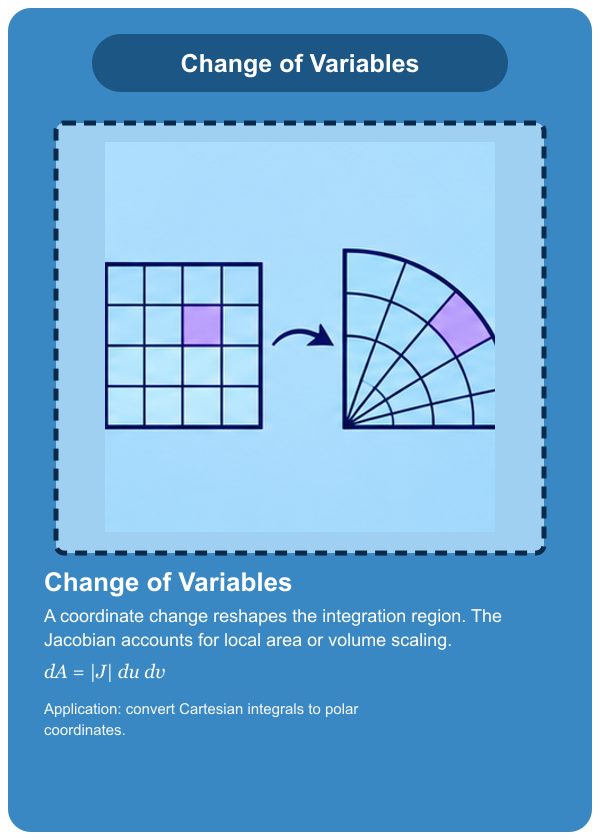 Change of Variables
Change of Variables
A coordinate change reshapes the integration region. The
Jacobian accounts for local area or volume scaling.
dA = |J| du dv
Application: convert Cartesian integrals to polar
coordinates.